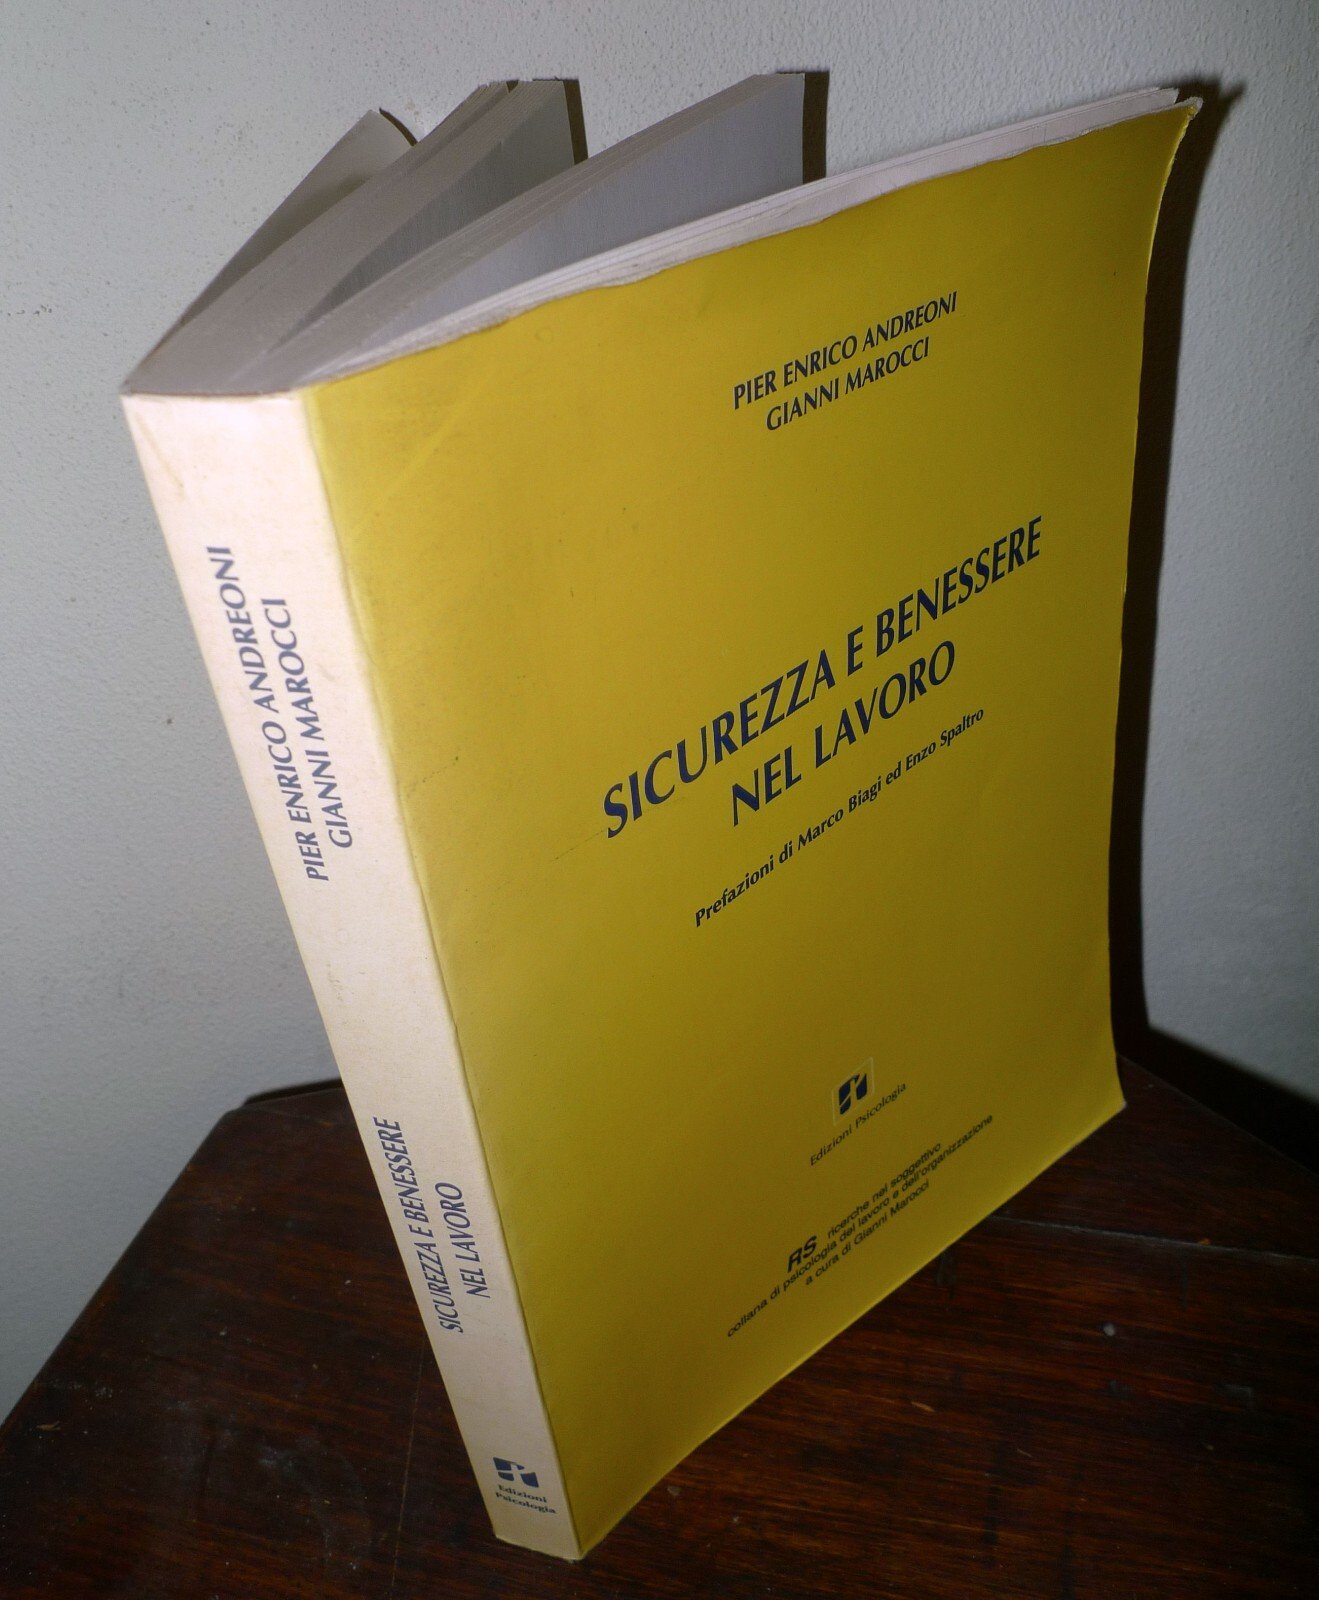 PIER ENRICO ANDREONI
GIANNI MAROCCI
SICUREZZA E BENESSERE
NEL LAVORO
Prefazioni di Marco Biagi ed Enzo Spaltro
Edizioni Psicologia
RS ricerche nel soggettivo
collana di psicologia del lavoro e dell'organizzazione
a cura di Gianni Marocci
PIER ENRICO ANDREONI
GIANNI MAROCCI
SICUREZZA E BENESSERE
NEL LAVORO
Edizioni
Psicologia